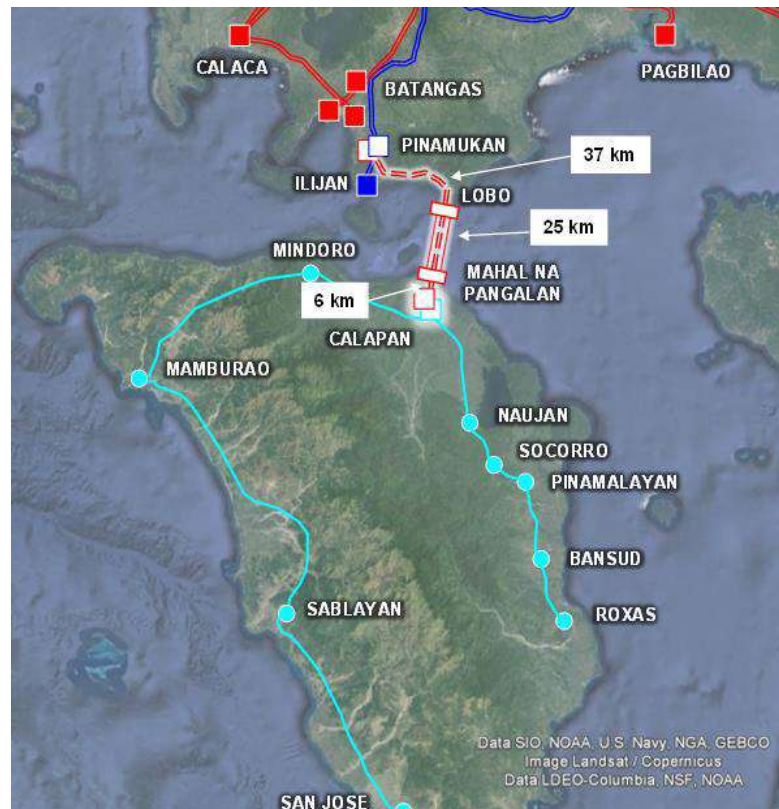 CALACA
PAGBILAO
BATANGAS
PINAMUKAN
37 km
ILIJAN
LOBO
25 km
MINDORO
MAHAL NA
PANGALAN
6 km
CALAPAN
MAMBURAO
NAUJAN
SOCORRO
PINAMALAYAN
BANSUD
SABLAYAN
ROXAS
Data SIO, NOAA, U.S. Navy, NGA, GEBCO
Image Landsat / Copernicus
Data LDEO-Columbia, NSF, NOAA
SAN JOSE